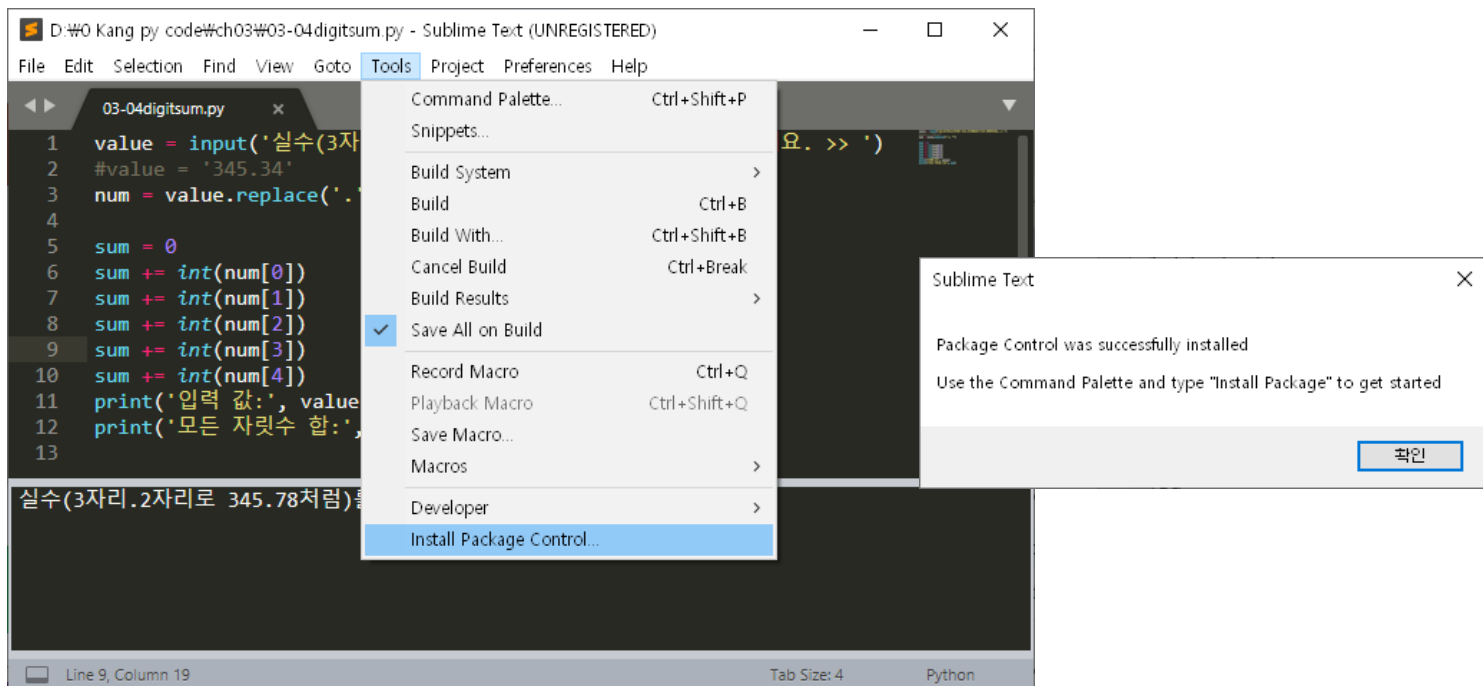 D:₩0 Kang py code₩ch03₩03-04digitsum.py - Sublime Text (UNREGISTERED)
File Edit Selection Find View Goto Tools Project Preferences Help
03-04digitsum.py ×
1 value = input('실수(3자 요. >> ')
2 #value = '345.34'
3 num = value.replace('.'
4
5 sum = 0
6 sum += int(num[0])
7 sum += int(num[1])
8 sum += int(num[2])
9 sum += int(num[3])
10 sum += int(num[4])
11 print('입력 값:', value
12 print('모든 자릿수 합:',
13
실수(3자리.2자리로 345.78처럼)
Line 9, Column 19 Tab Size: 4 Python
Command Palette... Ctrl+Shift+P
Snippets...
Build System
Build Ctrl+B
Build With... Ctrl+Shift+B
Cancel Build Ctrl+Break
Build Results
Save All on Build
Record Macro Ctrl+Q
Playback Macro Ctrl+Shift+Q
Save Macro...
Macros
Developer
Install Package Control...
Sublime Text
Package Control was successfully installed
Use the Command Palette and type "Install Package" to get started
확인